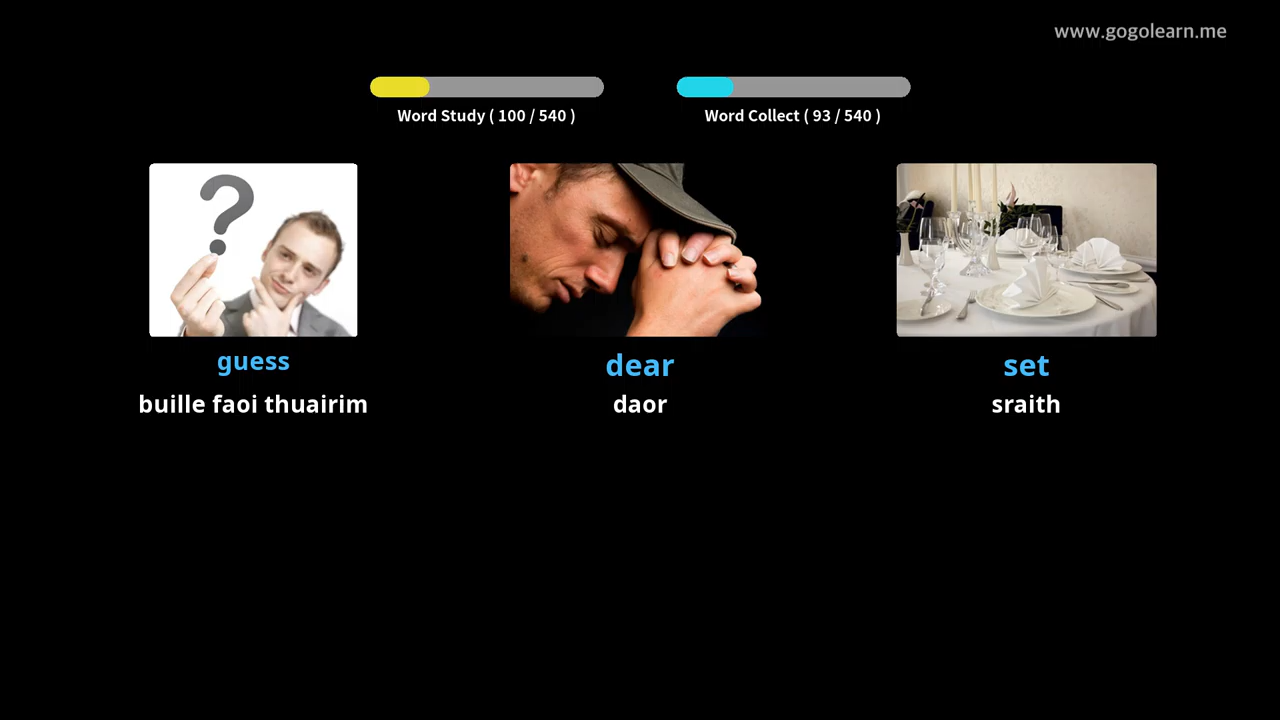 www.gogolearn.me
Word Study ( 100 / 540 )
Word Collect ( 93 / 540 )
guess
dear
set
buille faoi thuairim
daor
sraith